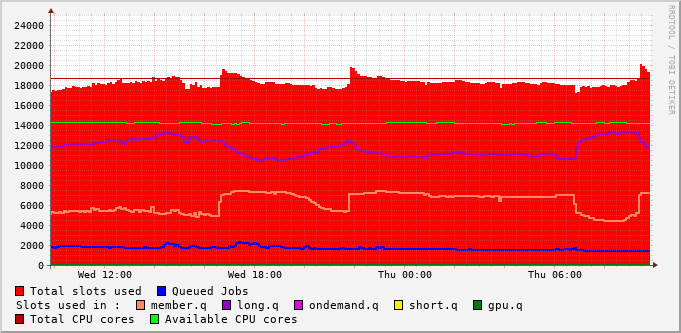 24000
22000
20000
18000
16000
14000
12000
10000
8000
6000
4000
2000
0
Wed 12:00 Wed 18:00 Thu 00:00 Thu 06:00
RRDTOOL / TOBI OETIKER
Total slots used Queued Jobs
Slots used in : member.q long.q ondemand.q short.q gpu.q
Total CPU cores Available CPU cores